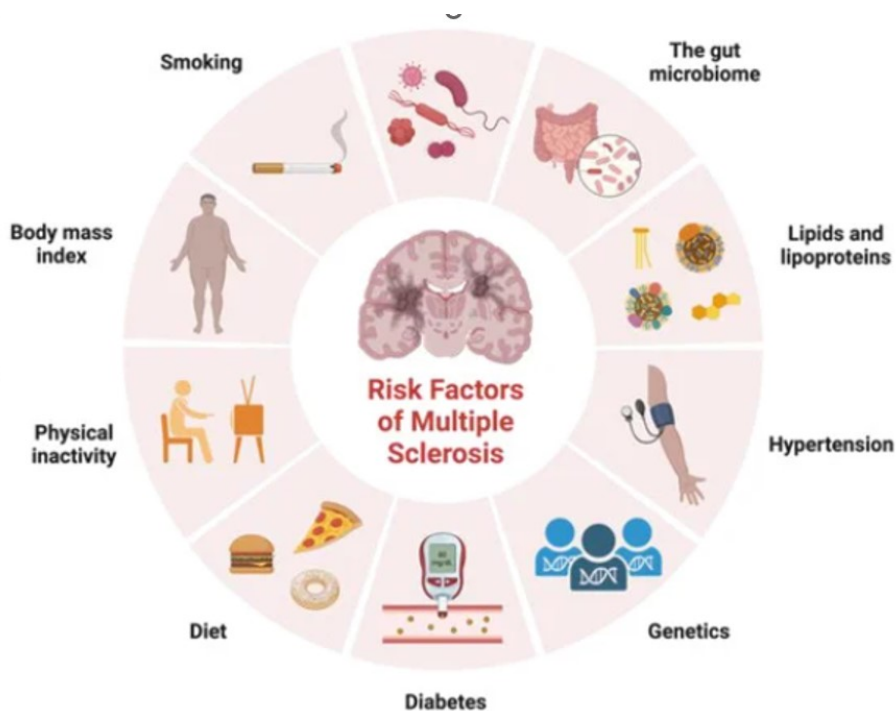 Smoking
The gut
microbiome
Body mass
index
Lipids and
lipoproteins
Risk Factors
of Multiple
Sclerosis
Physical
inactivity
Hypertension
Diet
Genetics
Diabetes